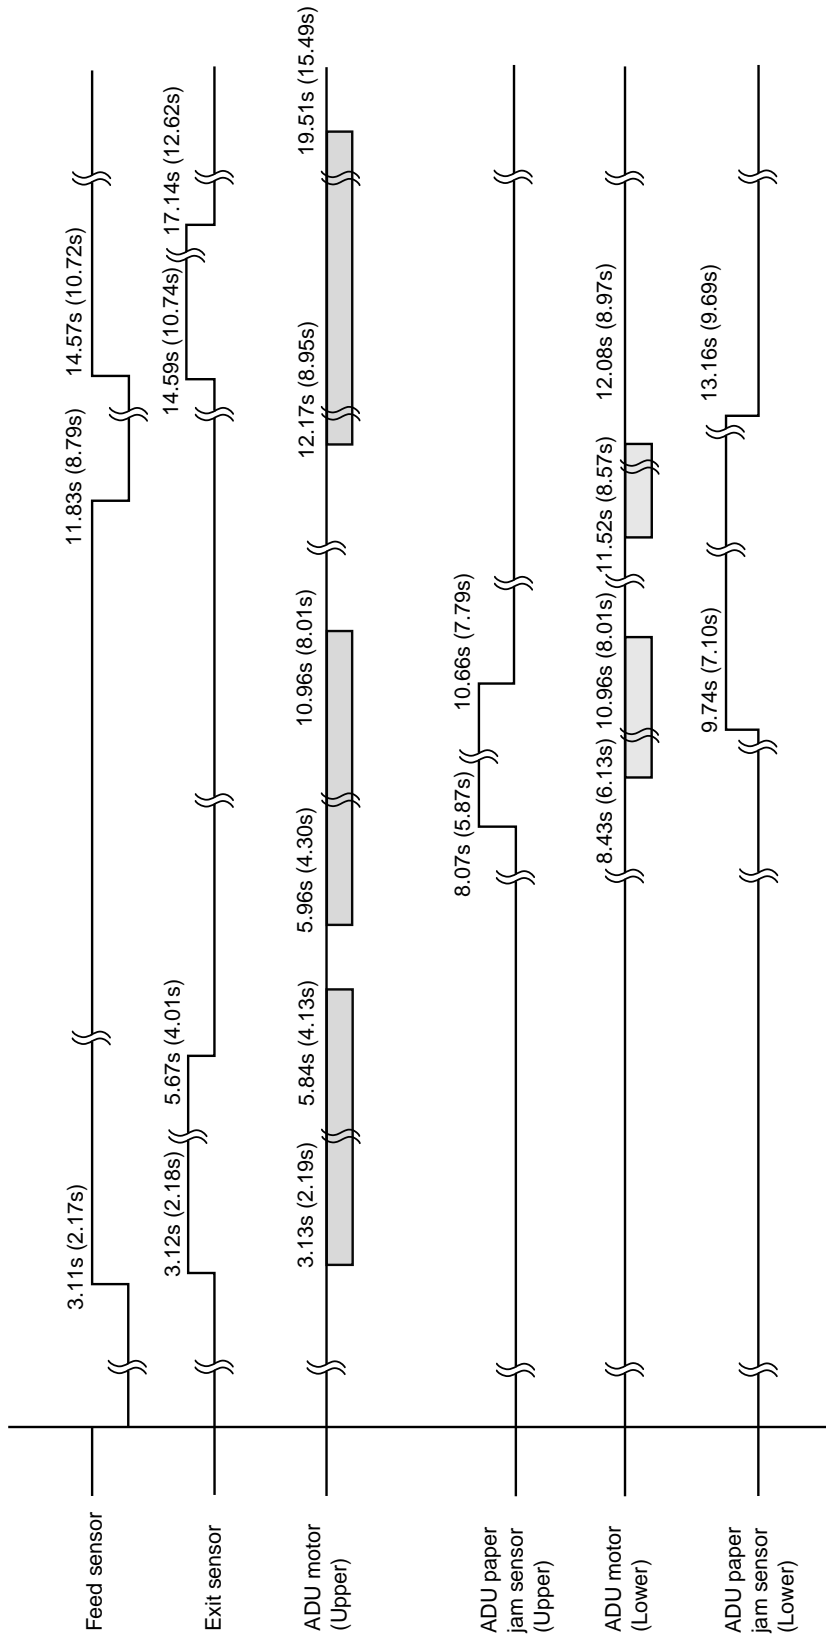 Feed sensor
3.11s (2.17s)
11.83s (8.79s)
14.57s (10.72s)
Exit sensor
3.12s (2.18s)
5.67s (4.01s)
14.59s (10.74s)
17.14s (12.62s)
ADU motor
(Upper)
3.13s (2.19s)
5.84s (4.13s)
5.96s (4.30s)
10.96s (8.01s)
12.17s (8.95s)
19.51s (15.49s)
ADU paper
jam sensor
(Upper)
8.07s (5.87s)
10.66s (7.79s)
ADU motor
(Lower)
8.43s (6.13s)
10.96s (8.01s)
11.52s (8.57s)
12.08s (8.97s)
ADU paper
jam sensor
(Lower)
9.74s (7.10s)
13.16s (9.69s)